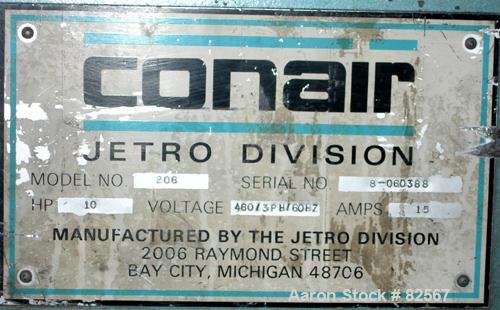 conair
JETRO DIVISION
MODEL NO. 206 SERIAL NO. 8-060388
HP 10 VOLTAGE 460/3PH/60HZ AMPS 15
MANUFACTURED BY THE JETRO DIVISION
2006 RAYMOND STREET
BAY CITY, MICHIGAN 48706
Aaron Stock # 82567